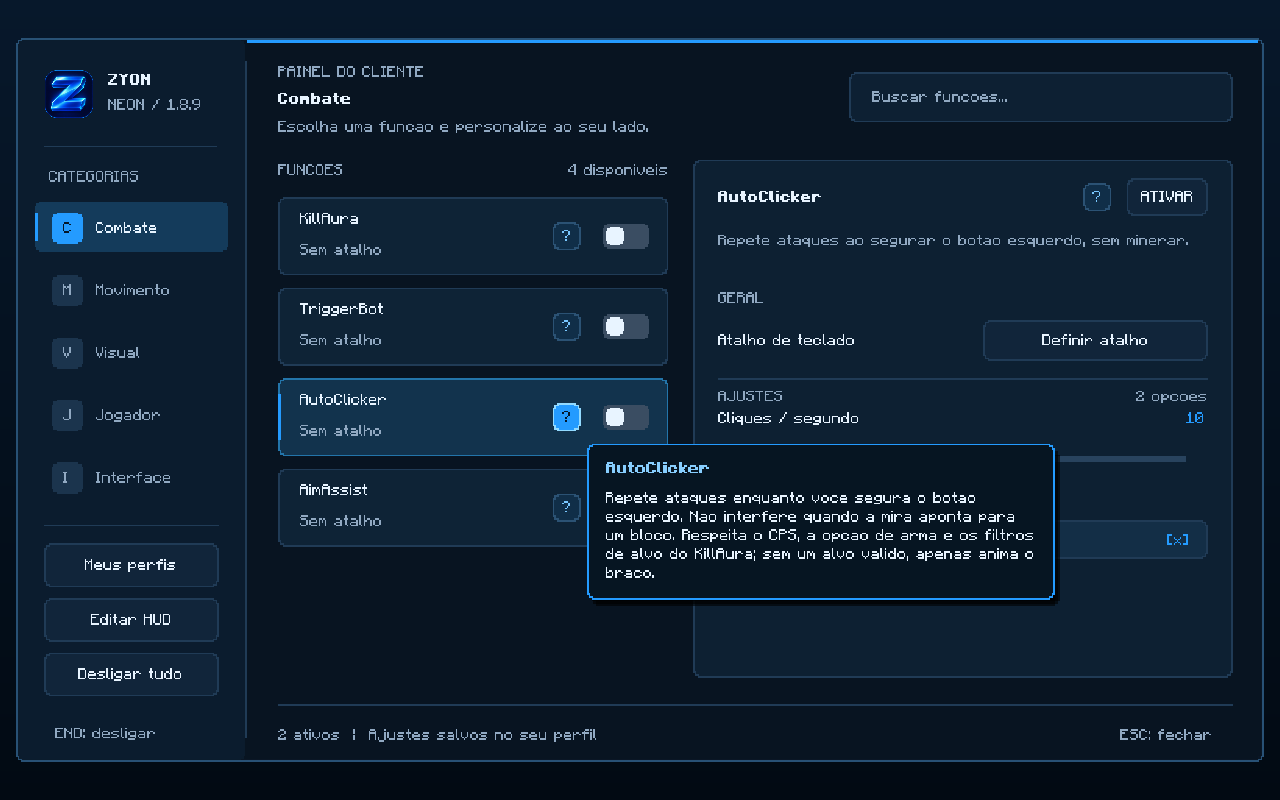 ZYON
NEON / 1.8.9
CATEGORIAS
C Combate
M Movimento
V Visual
J Jogador
I Interface
Meus perfis
Editar HUD
Desligar tudo
END: desligar
PAINEL DO CLIENTE
Combate
Escolha uma funcao e personalize ao seu lado.
Buscar funcoes...
FUNCOES 4 disponiveis
KillAura
Sem atalho
?
TriggerBot
Sem atalho
?
AutoClicker
Sem atalho
?
AimAssist
Sem atalho
?
AutoClicker ? ATIVAR
Repete ataques ao segurar o botao esquerdo, sem minerar.
GERAL
Atalho de teclado Definir atalho
AJUSTES 2 opcoes
Cliques / segundo 10
[x]
AutoClicker
Repete ataques enquanto voce segura o botao
esquerdo. Nao interfere quando a mira aponta para
um bloco. Respeita o CPS, a opcao de arma e os filtros
de alvo do KillAura; sem um alvo valido, apenas anima o
braco.
2 ativos | Ajustes salvos no seu perfil
ESC: fechar